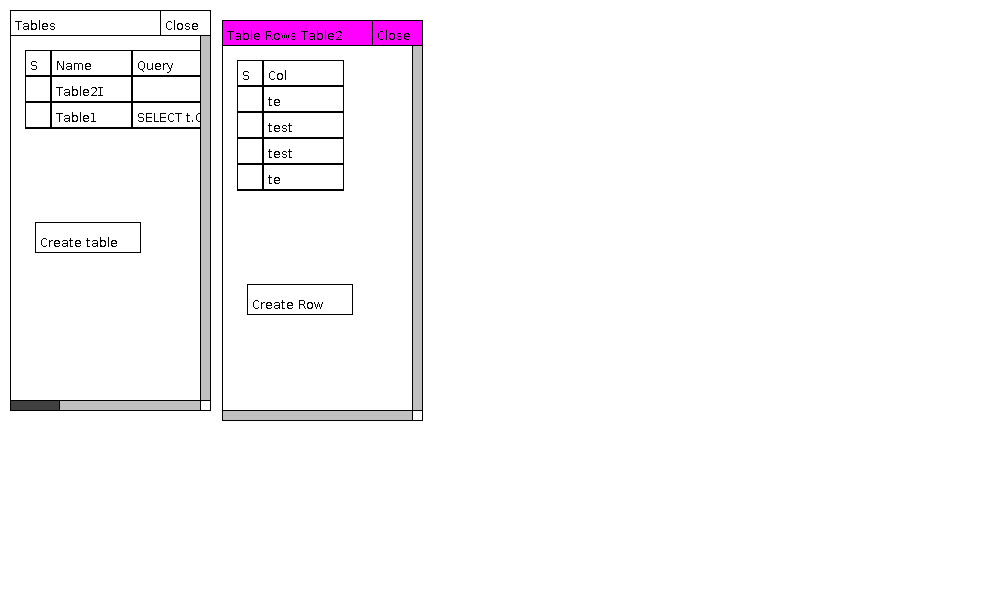 Tables Close
S Name Query
Table2I
Table1 SELECT t.
Create table
Table Rows Table2 Close
S Col
te
test
test
te
Create Row